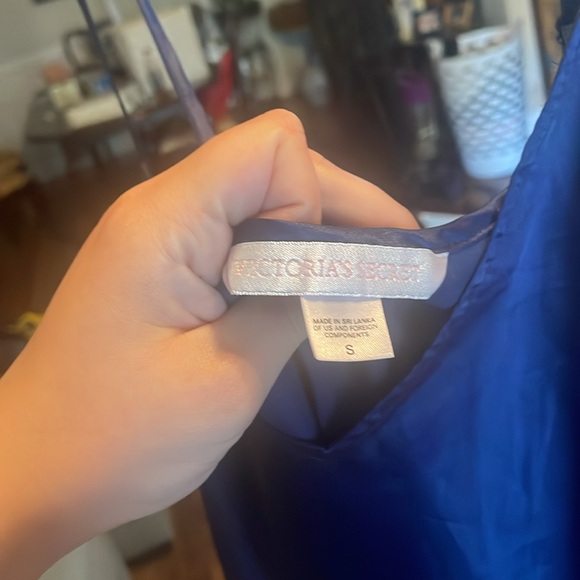 VICTORIA'S SECRET
MADE IN SRI LANKA
OF US AND FOREIGN
COMPONENTS
S